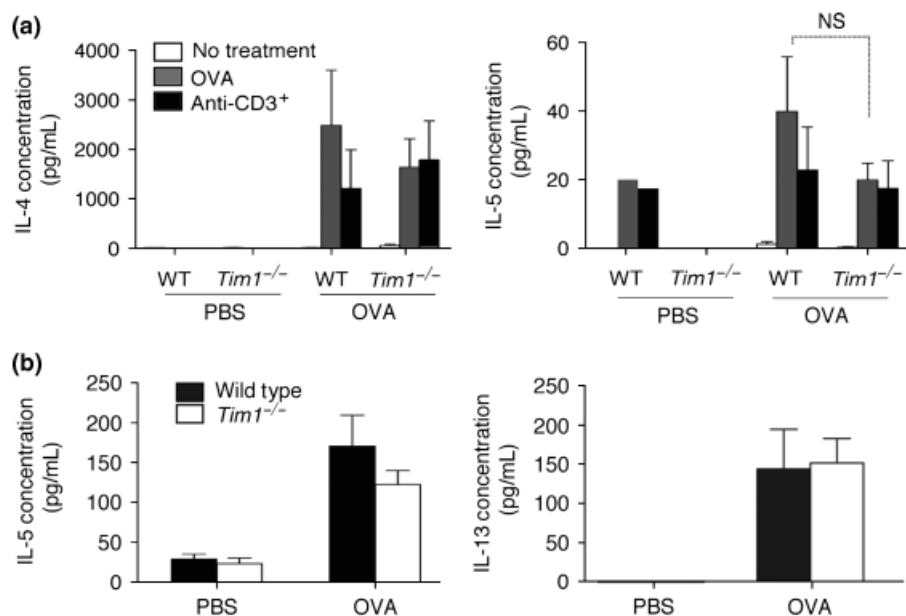 (a)
No treatment
OVA
Anti-CD3⁺
IL-4 concentration
(pg/mL)
4000
3000
2000
1000
0
WT Tim1⁻/⁻ WT Tim1⁻/⁻
PBS OVA
NS
IL-5 concentration
(pg/mL)
60
40
20
0
WT Tim1⁻/⁻ WT Tim1⁻/⁻
PBS OVA
(b)
Wild type
Tim1⁻/⁻
IL-5 concentration
(pg/mL)
250
200
150
100
50
0
PBS OVA
IL-13 concentration
(pg/mL)
250
200
150
100
50
0
PBS OVA